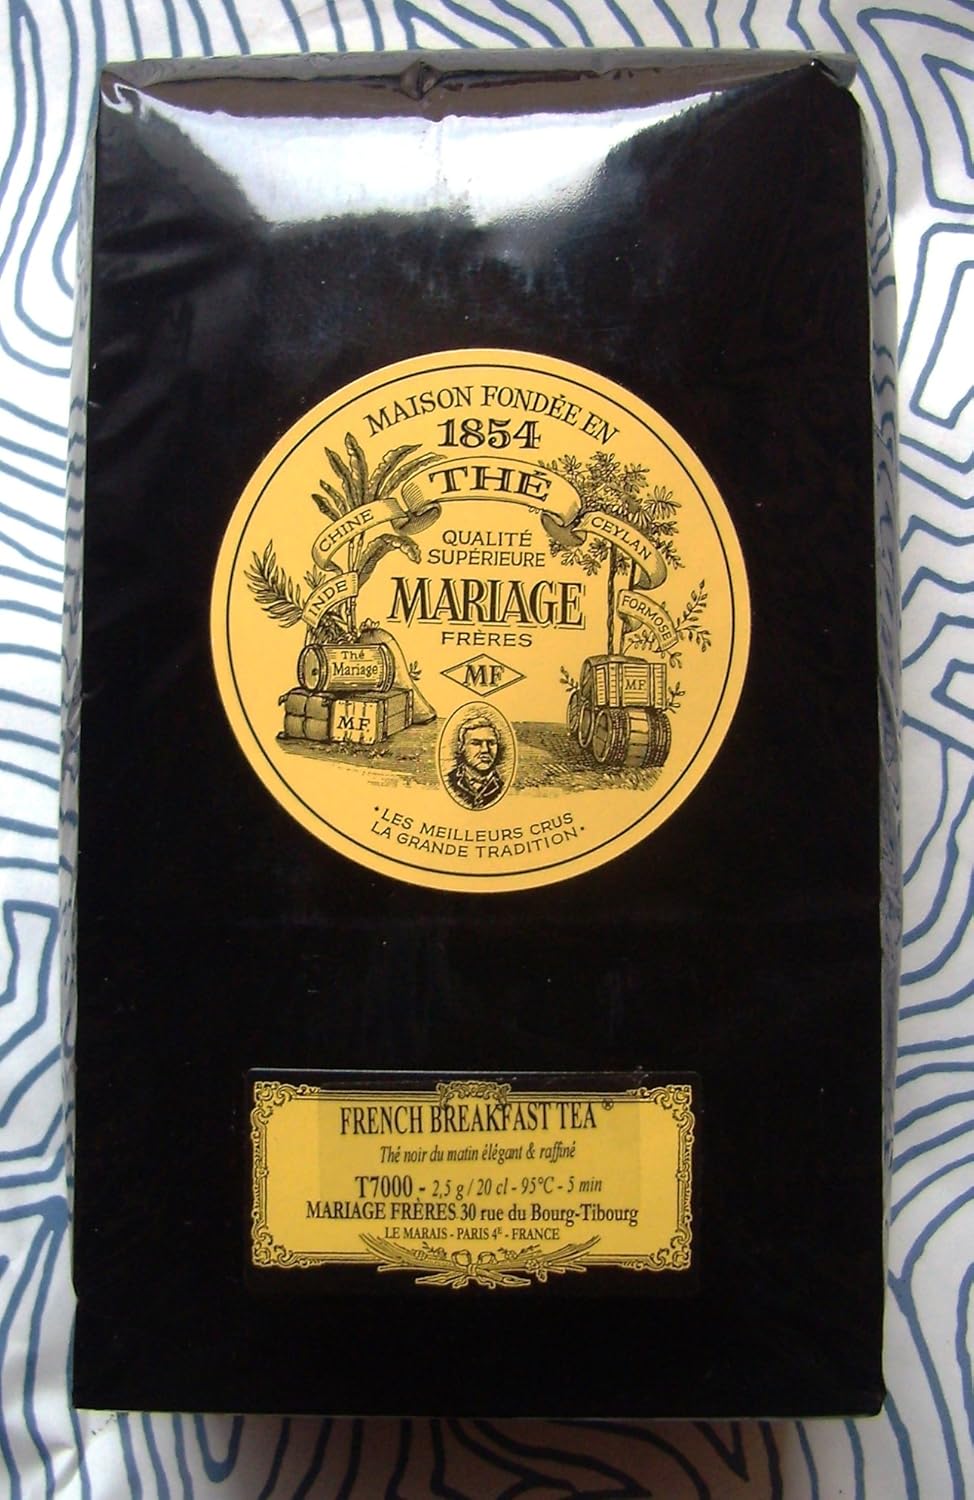 MAISON FONDÉE EN
1854
THÉ
CHINE
CEYLAN
INDE
FORMOSE
QUALITÉ
SUPÉRIEURE
MARIAGE
FRÈRES
MF
Thé
Mariage
M.F.
MF
• LES MEILLEURS CRUS
LA GRANDE TRADITION •
FRENCH BREAKFAST TEA®
Thé noir du matin élégant & raffiné
T7000 - 2,5 g / 20 cl - 95°C - 5 min
MARIAGE FRÈRES 30 rue du Bourg-Tibourg
LE MARAIS - PARIS 4E - FRANCE